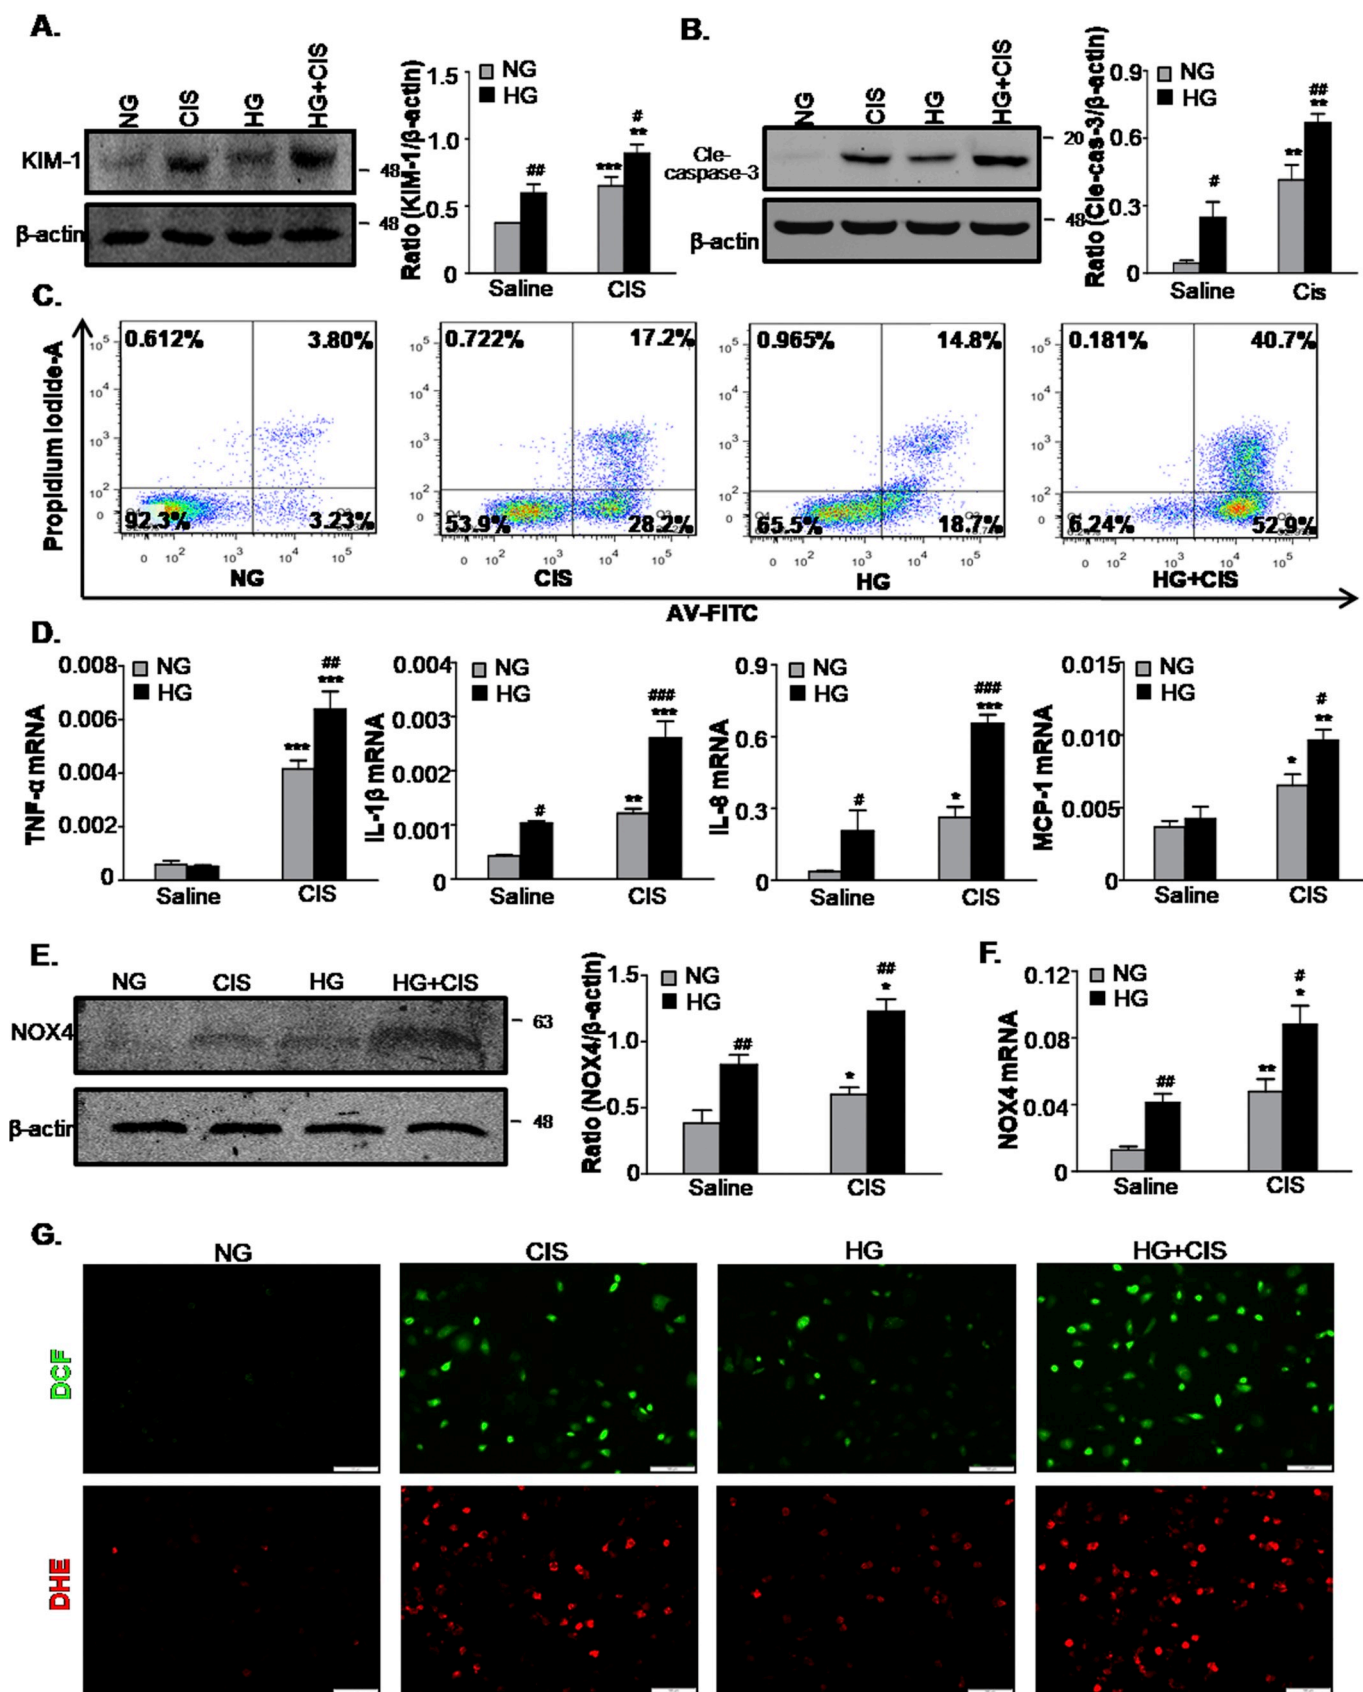 A.
NG CIS HG HG+CIS
KIM-1
48
β-actin
48
Ratio (KIM-1/β-actin)
1.5
1.0
0.5
0
NG
HG
##
***
#
**
Saline CIS
B.
NG CIS HG HG+CIS
Cle-
caspase-3
20
β-actin
48
Ratio (Cle-cas-3/β-actin)
0.9
0.6
0.3
0
NG
HG
#
**
##
**
Saline Cis
C.
Propidium Iodide-A
0.612% 3.80%
92.3% 3.23%
NG
0.722% 17.2%
53.9% 28.2%
CIS
0.965% 14.8%
65.5% 18.7%
HG
0.181% 40.7%
6.24% 52.9%
HG+CIS
10⁵
10⁴
10³
10²
0
0 10² 10³ 10⁴ 10⁵
AV-FITC
D.
TNF-α mRNA
0.008
0.006
0.004
0.002
0
NG
HG
***
##
***
Saline CIS
IL-1β mRNA
0.004
0.003
0.002
0.001
0
NG
HG
#
**
###
***
Saline CIS
IL-8 mRNA
0.9
0.6
0.3
0
NG
HG
#
*
###
***
Saline CIS
MCP-1 mRNA
0.015
0.010
0.005
0
NG
HG
*
#
**
Saline CIS
E.
NG CIS HG HG+CIS
NOX4
63
β-actin
48
Ratio (NOX4/β-actin)
1.5
1.0
0.5
0
NG
HG
##
*
##
*
Saline CIS
F.
NOX4 mRNA
0.12
0.08
0.04
0
NG
HG
##
**
#
*
Saline CIS
G.
NG CIS HG HG+CIS
DCF
DHE